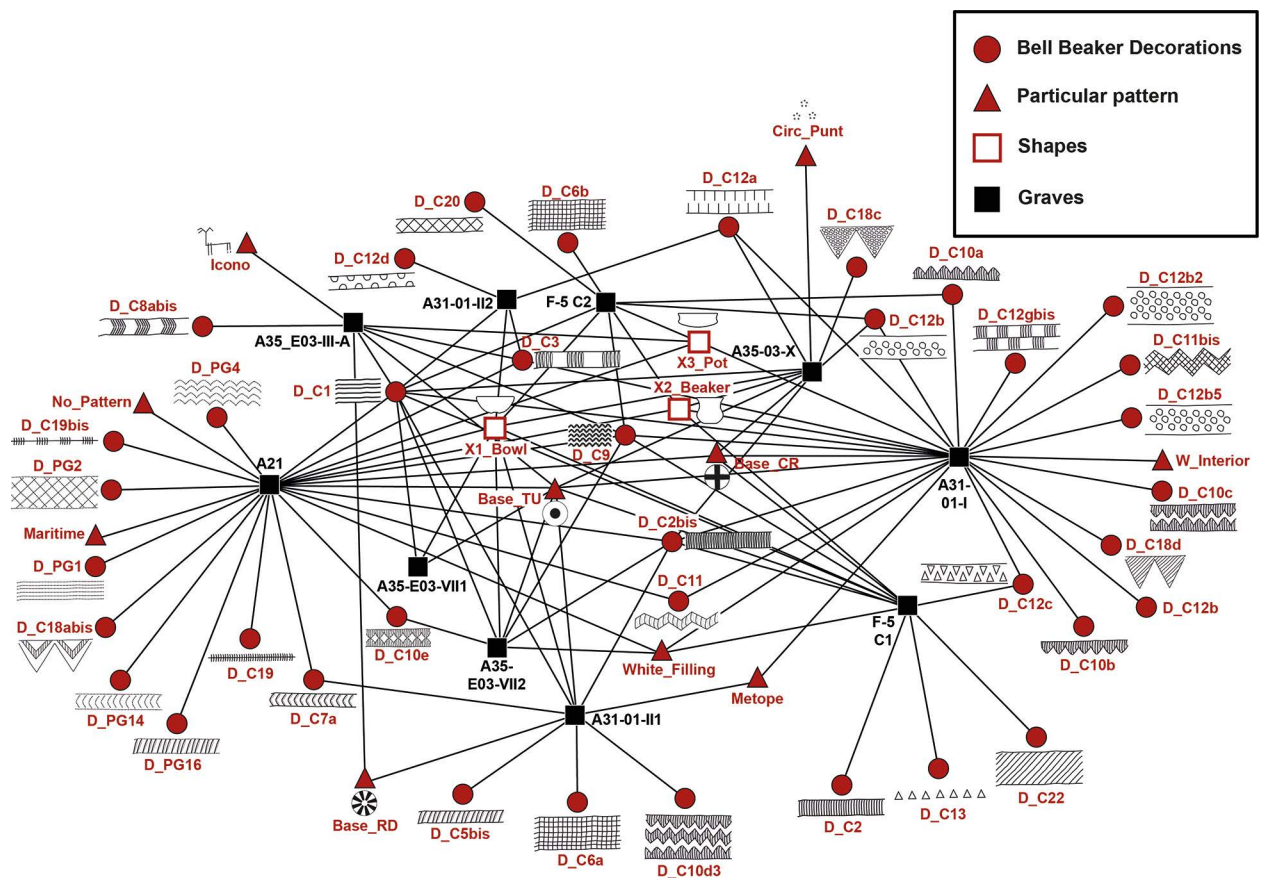 Bell Beaker Decorations
Particular pattern
Shapes
Graves
Circ_Punt
D_C12a
D_C20
D_C6b
D_C18c
Icono
D_C12d
D_C10a
D_C12b2
A31-01-II2
F-5 C2
D_C8abis
A35_E03-III-A
D_C12b
D_C12gbis
D_C3
X3_Pot
A35-03-X
D_C11bis
D_PG4
D_C1
X2_Beaker
D_C12b5
No_Pattern
D_C19bis
X1_Bowl
D_C9
Base_CR
W_Interior
D_PG2
A21
A31-
01-I
D_C10c
Base_TU
Maritime
D_C2bis
D_C18d
D_PG1
A35-E03-VII1
D_C11
D_C12c
D_C12b
D_C18abis
D_C10e
F-5
C1
D_C19
A35-
E03-VII2
White_Filling
D_C10b
D_PG14
D_C7a
A31-01-II1
Metope
D_PG16
Base_RD
D_C5bis
D_C6a
D_C10d3
D_C2
D_C13
D_C22